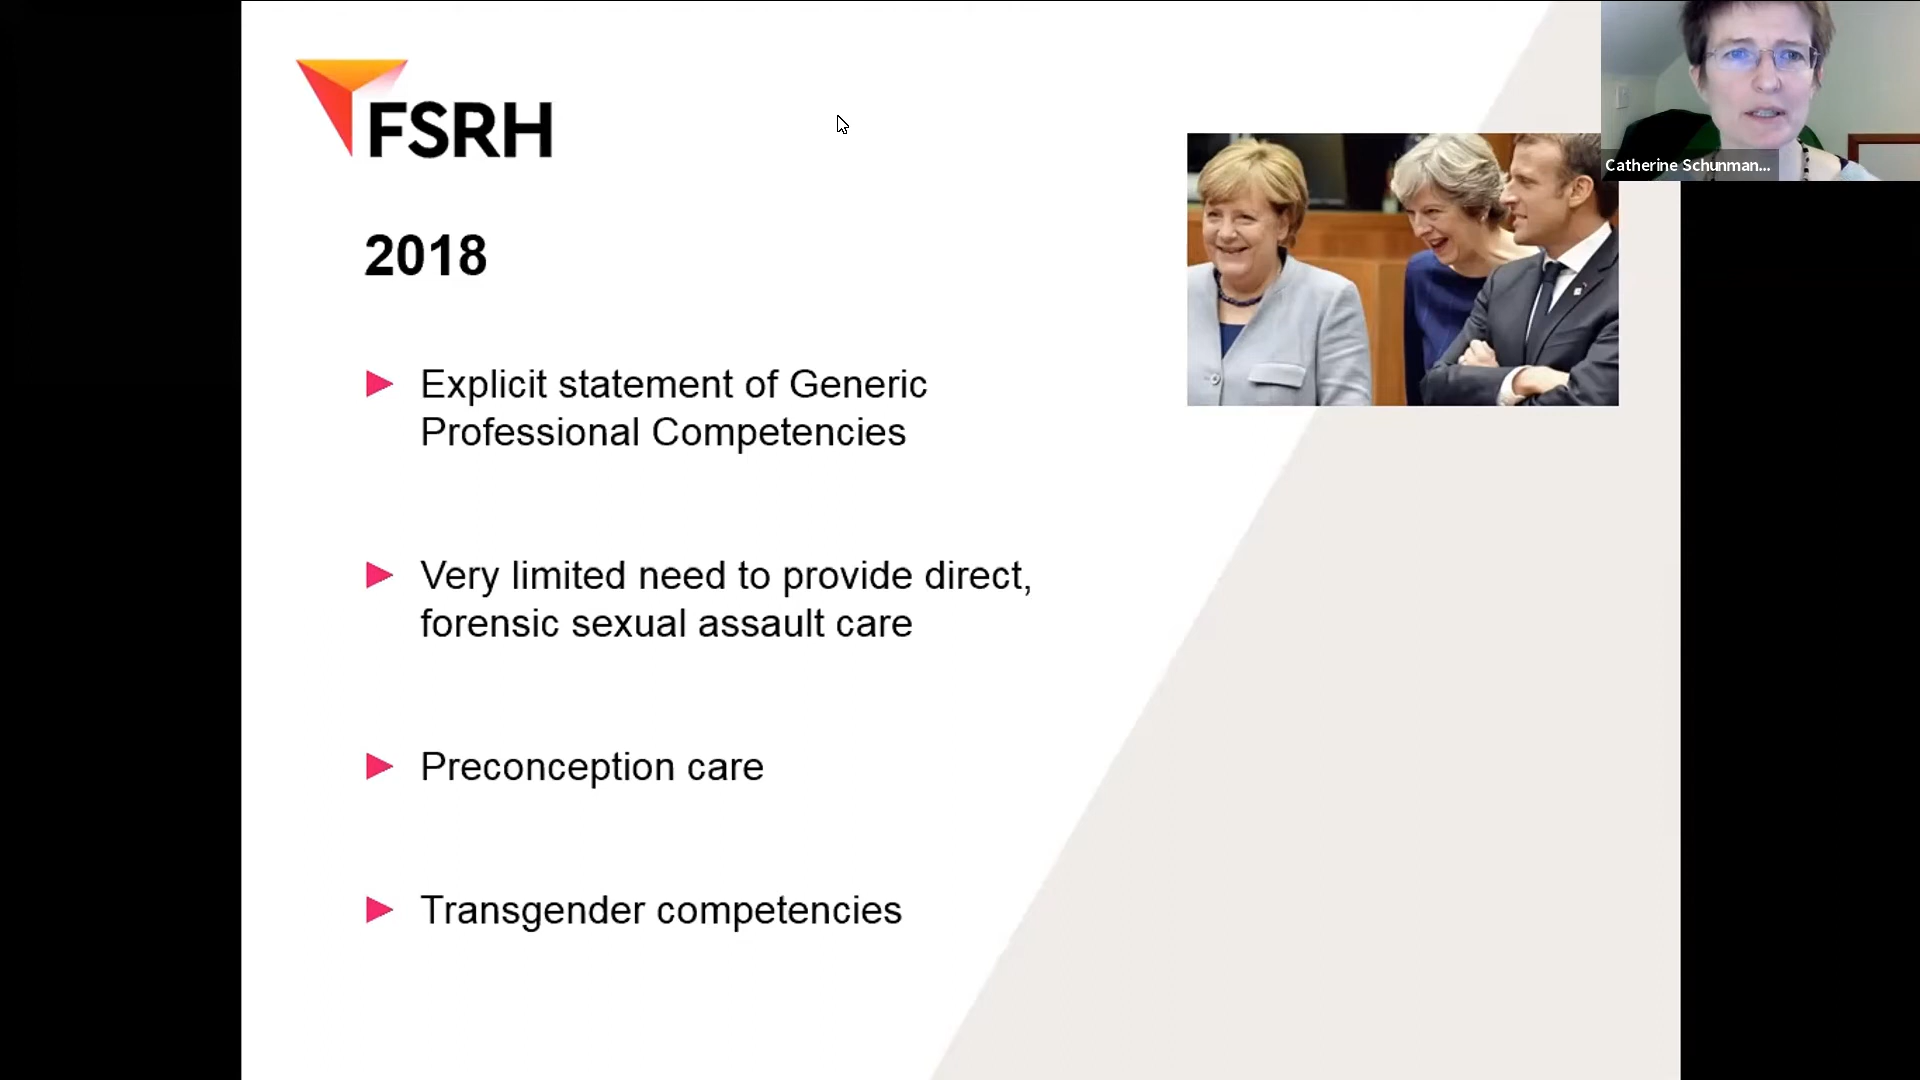 FSRH
Catherine Schunman...
2018
Explicit statement of Generic
Professional Competencies
Very limited need to provide direct,
forensic sexual assault care
Preconception care
Transgender competencies